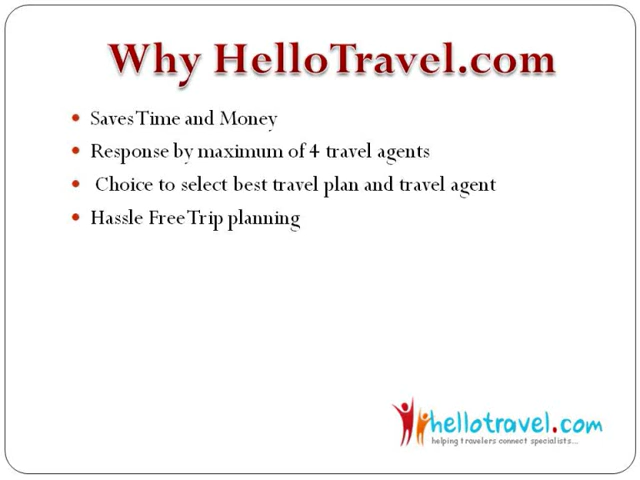 Why HelloTravel.com
• Saves Time and Money
• Response by maximum of 4 travel agents
• Choice to select best travel plan and travel agent
• Hassle Free Trip planning
hellotravel.com
helping travelers connect specialists...